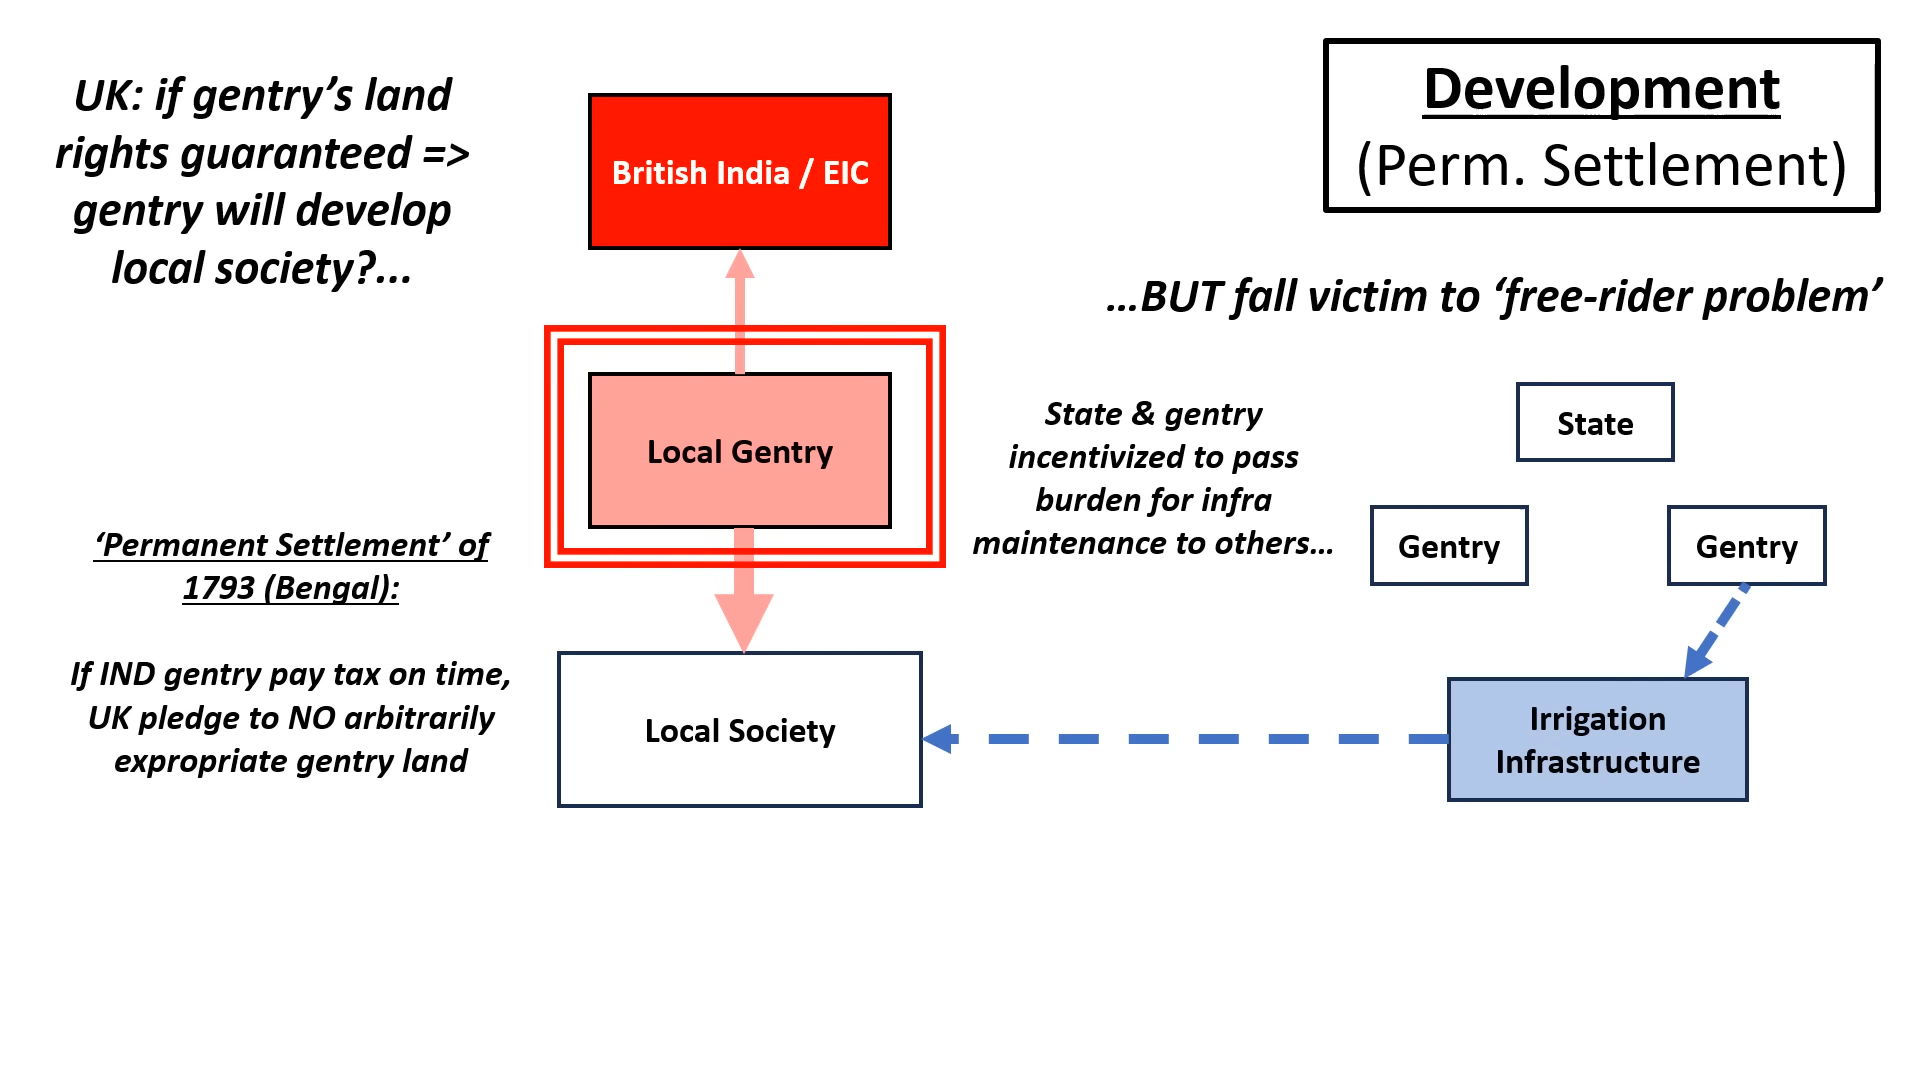 UK: if gentry’s land
rights guaranteed =>
gentry will develop
local society?...
British India / EIC
Development
(Perm. Settlement)
…BUT fall victim to ‘free-rider problem’
Local Gentry
State & gentry
incentivized to pass
burden for infra
maintenance to others…
State
Gentry
Gentry
‘Permanent Settlement’ of
1793 (Bengal):
If IND gentry pay tax on time,
UK pledge to NO arbitrarily
expropriate gentry land
Local Society
Irrigation
Infrastructure